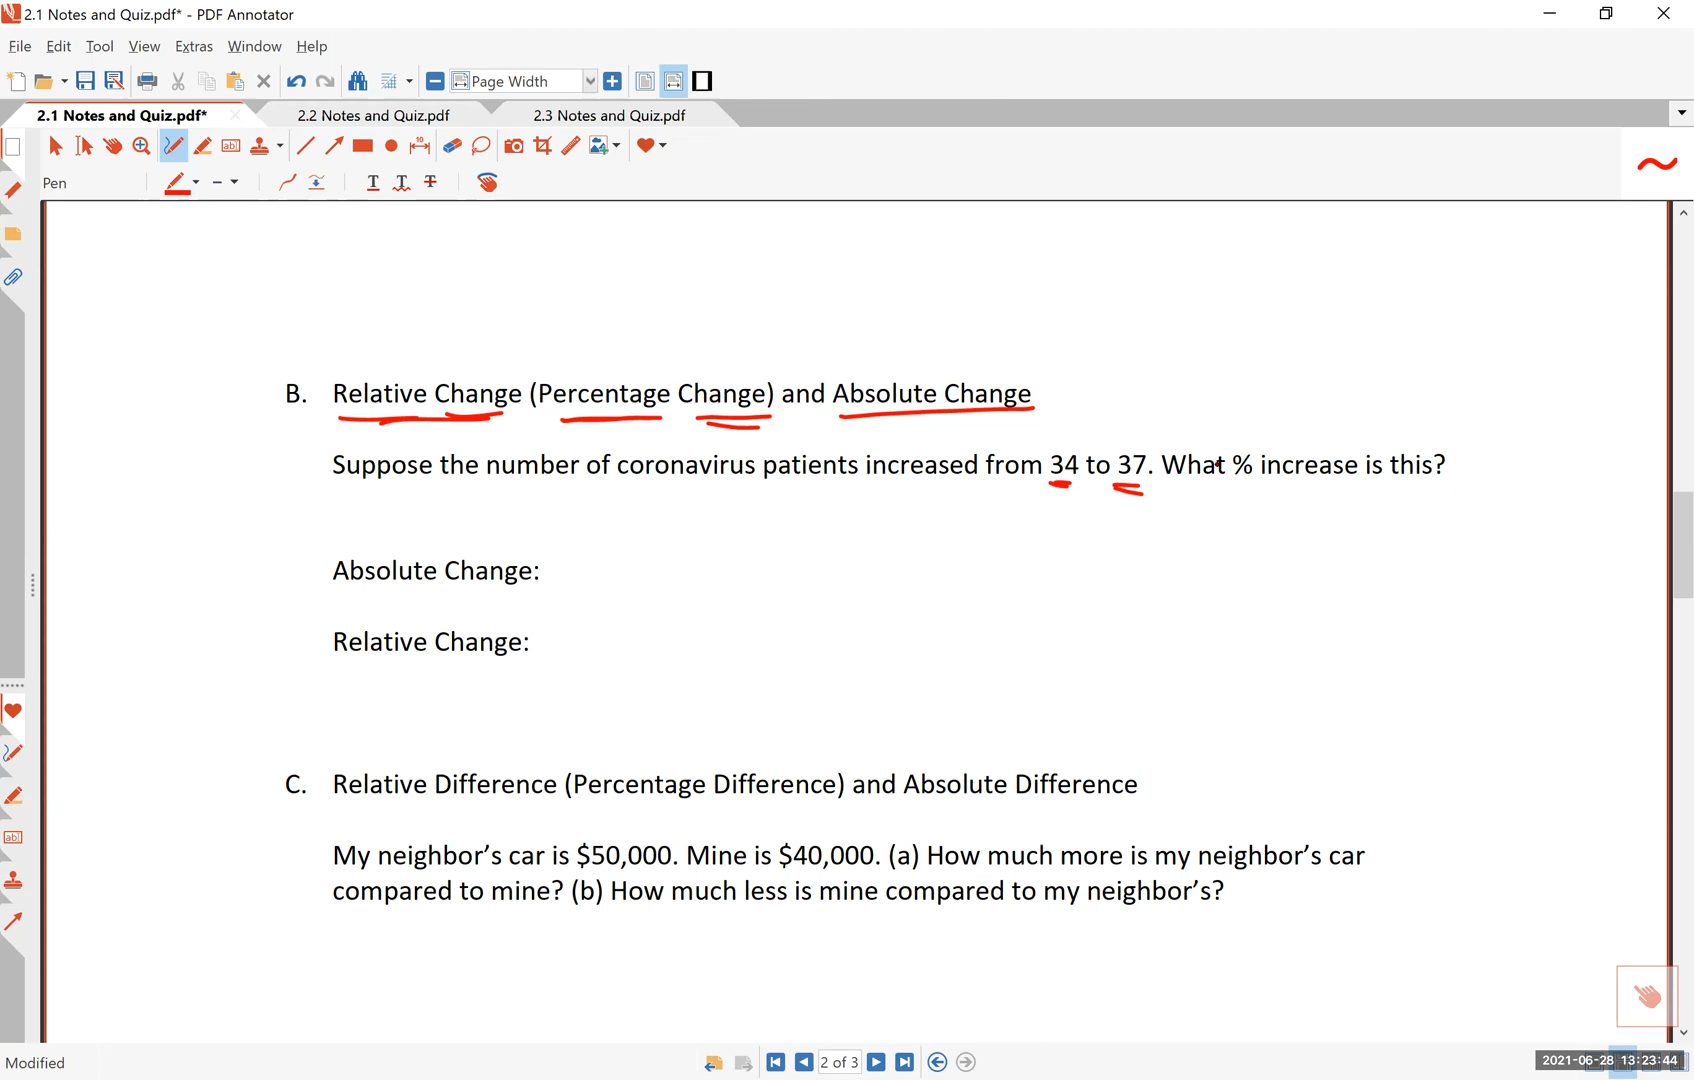 2.1 Notes and Quiz.pdf* - PDF Annotator
File Edit Tool View Extras Window Help
Page Width
2.1 Notes and Quiz.pdf* 2.2 Notes and Quiz.pdf 2.3 Notes and Quiz.pdf
Pen
B. Relative Change (Percentage Change) and Absolute Change
Suppose the number of coronavirus patients increased from 34 to 37. What % increase is this?
Absolute Change:
Relative Change:
C. Relative Difference (Percentage Difference) and Absolute Difference
My neighbor’s car is $50,000. Mine is $40,000. (a) How much more is my neighbor’s car
compared to mine? (b) How much less is mine compared to my neighbor’s?
Modified
2 of 3
2021-06-28 13:23:44